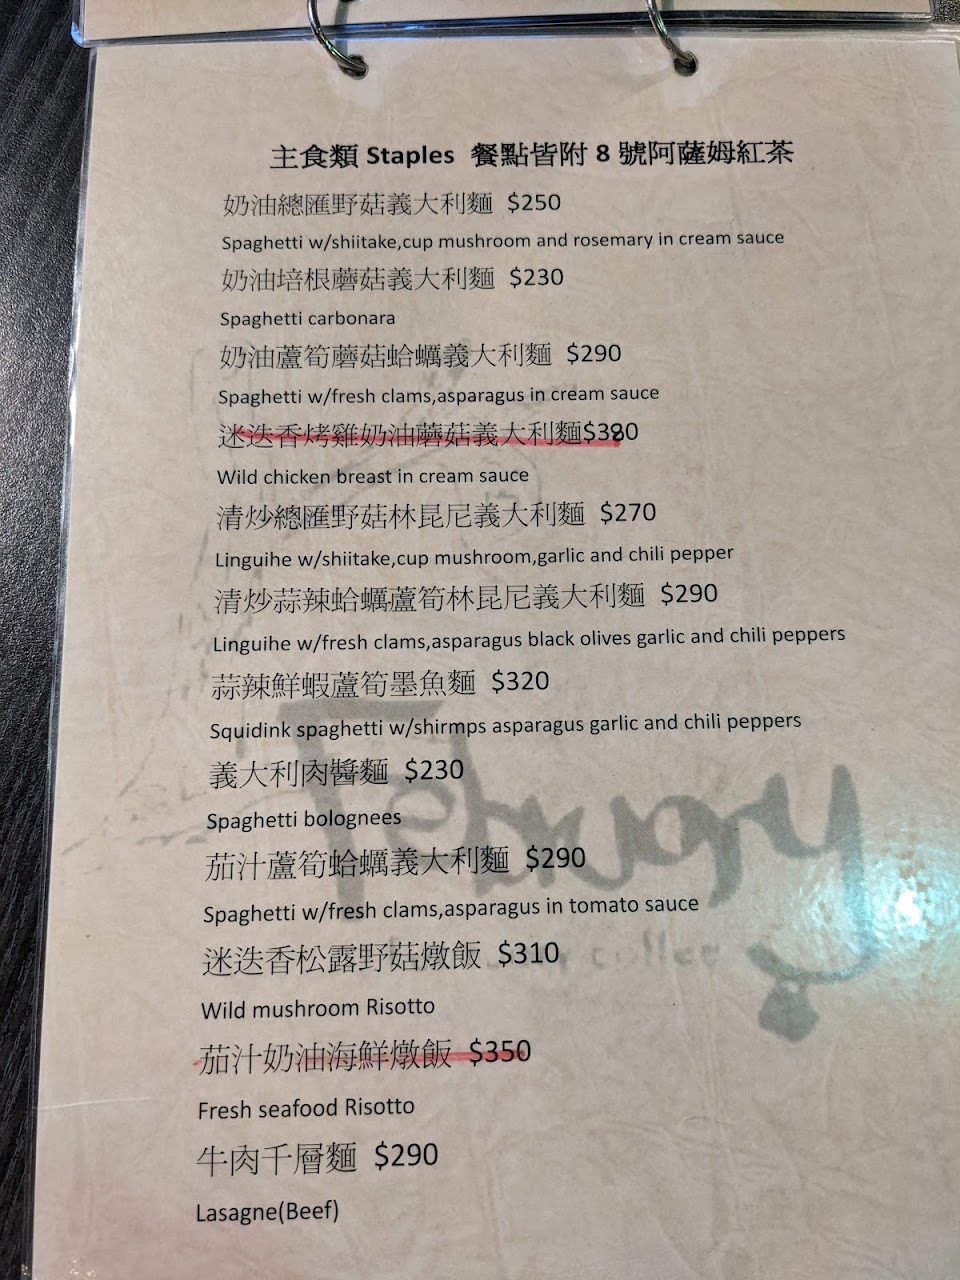 主食類 Staples 餐點皆附 8 號阿薩姆紅茶
奶油總匯野菇義大利麵 $250
Spaghetti w/shiitake,cup mushroom and rosemary in cream sauce
奶油培根蘑菇義大利麵 $230
Spaghetti carbonara
奶油蘆筍蘑菇蛤蠣義大利麵 $290
Spaghetti w/fresh clams,asparagus in cream sauce
迷迭香烤雞奶油蘑菇義大利麵
Wild chicken breast in cream sauce
清炒總匯野菇林昆尼義大利麵 $270
Linguihe w/shiitake,cup mushroom,garlic and chili pepper
清炒蒜辣蛤蠣蘆筍林昆尼義大利麵 $290
Linguihe w/fresh clams,asparagus black olives garlic and chili peppers
蒜辣鮮蝦蘆筍墨魚麵 $320
Squidink spaghetti w/shirmps asparagus garlic and chili peppers
義大利肉醬麵 $230
Spaghetti bolognees
茄汁蘆筍蛤蠣義大利麵 $290
Spaghetti w/fresh clams,asparagus in tomato sauce
迷迭香松露野菇燉飯 $310
Wild mushroom Risotto
茄汁奶油海鮮燉飯 $350
Fresh seafood Risotto
牛肉千層麵 $290
Lasagne(Beef)